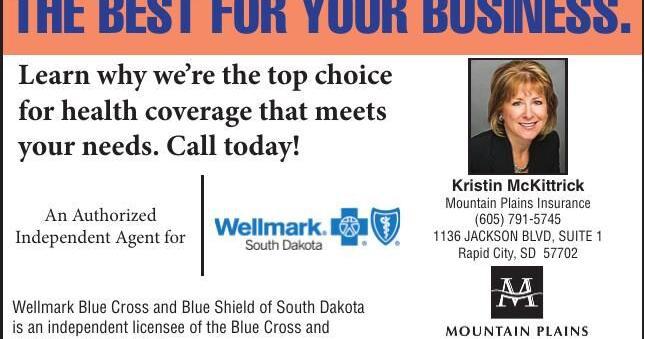 THE BEST FOR YOUR BUSINESS.
Learn why we're the top choice
for health coverage that meets
your needs. Call today!
An Authorized
Independent Agent for
Wellmark®
South Dakota
® ®
Kristin McKittrick
Mountain Plains Insurance
(605) 791-5745
1136 JACKSON BLVD, SUITE 1
Rapid City, SD 57702
M
MOUNTAIN PLAINS
Wellmark Blue Cross and Blue Shield of South Dakota
is an independent licensee of the Blue Cross and